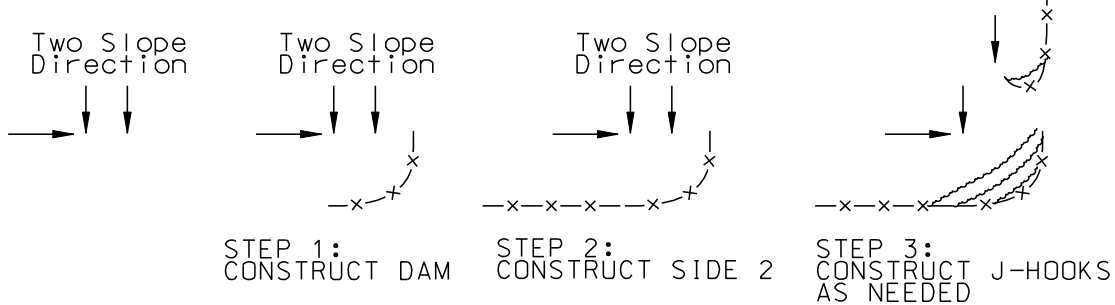 Two Slope
Direction
Two Slope
Direction
Two Slope
Direction
STEP 1:
CONSTRUCT DAM
STEP 2:
CONSTRUCT SIDE 2
STEP 3:
CONSTRUCT J-HOOKS
AS NEEDED